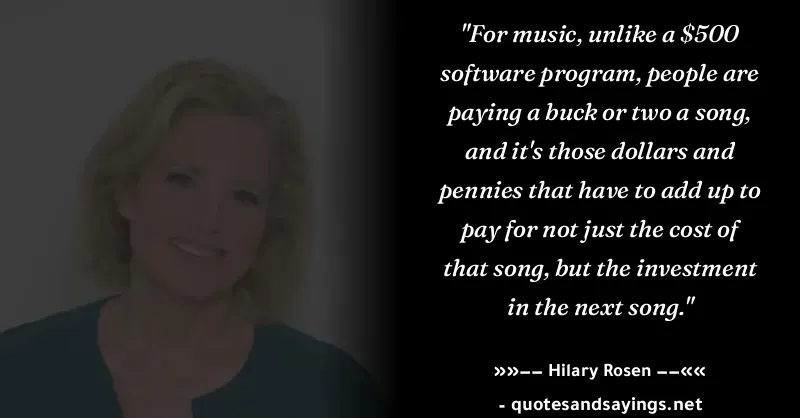 "For music, unlike a $500
software program, people are
paying a buck or two a song,
and it's those dollars and
pennies that have to add up to
pay for not just the cost of
that song, but the investment
in the next song."
»»–– Hilary Rosen ––««
- quotesandsayings.net